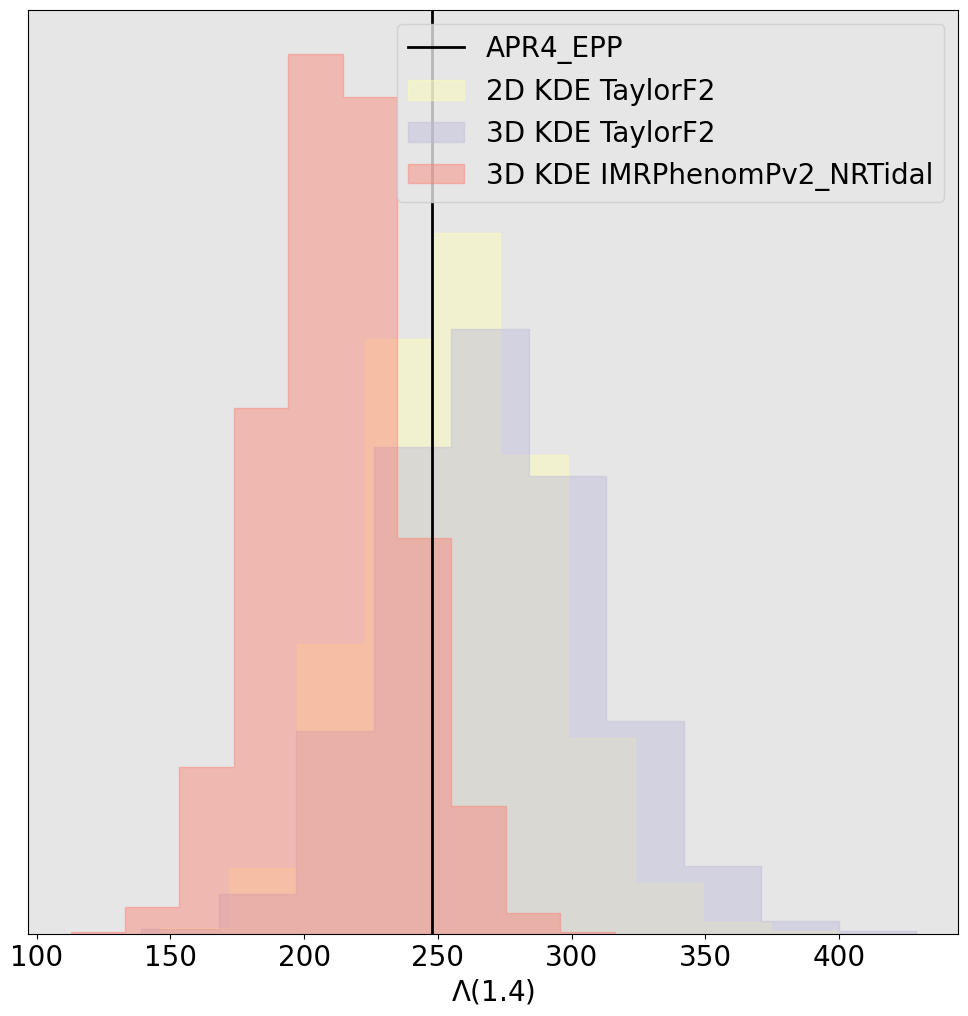 APR4_EPP
2D KDE TaylorF2
3D KDE TaylorF2
3D KDE IMRPhenomPv2_NRTidal
100 150 200 250 300 350 400
Λ(1.4)